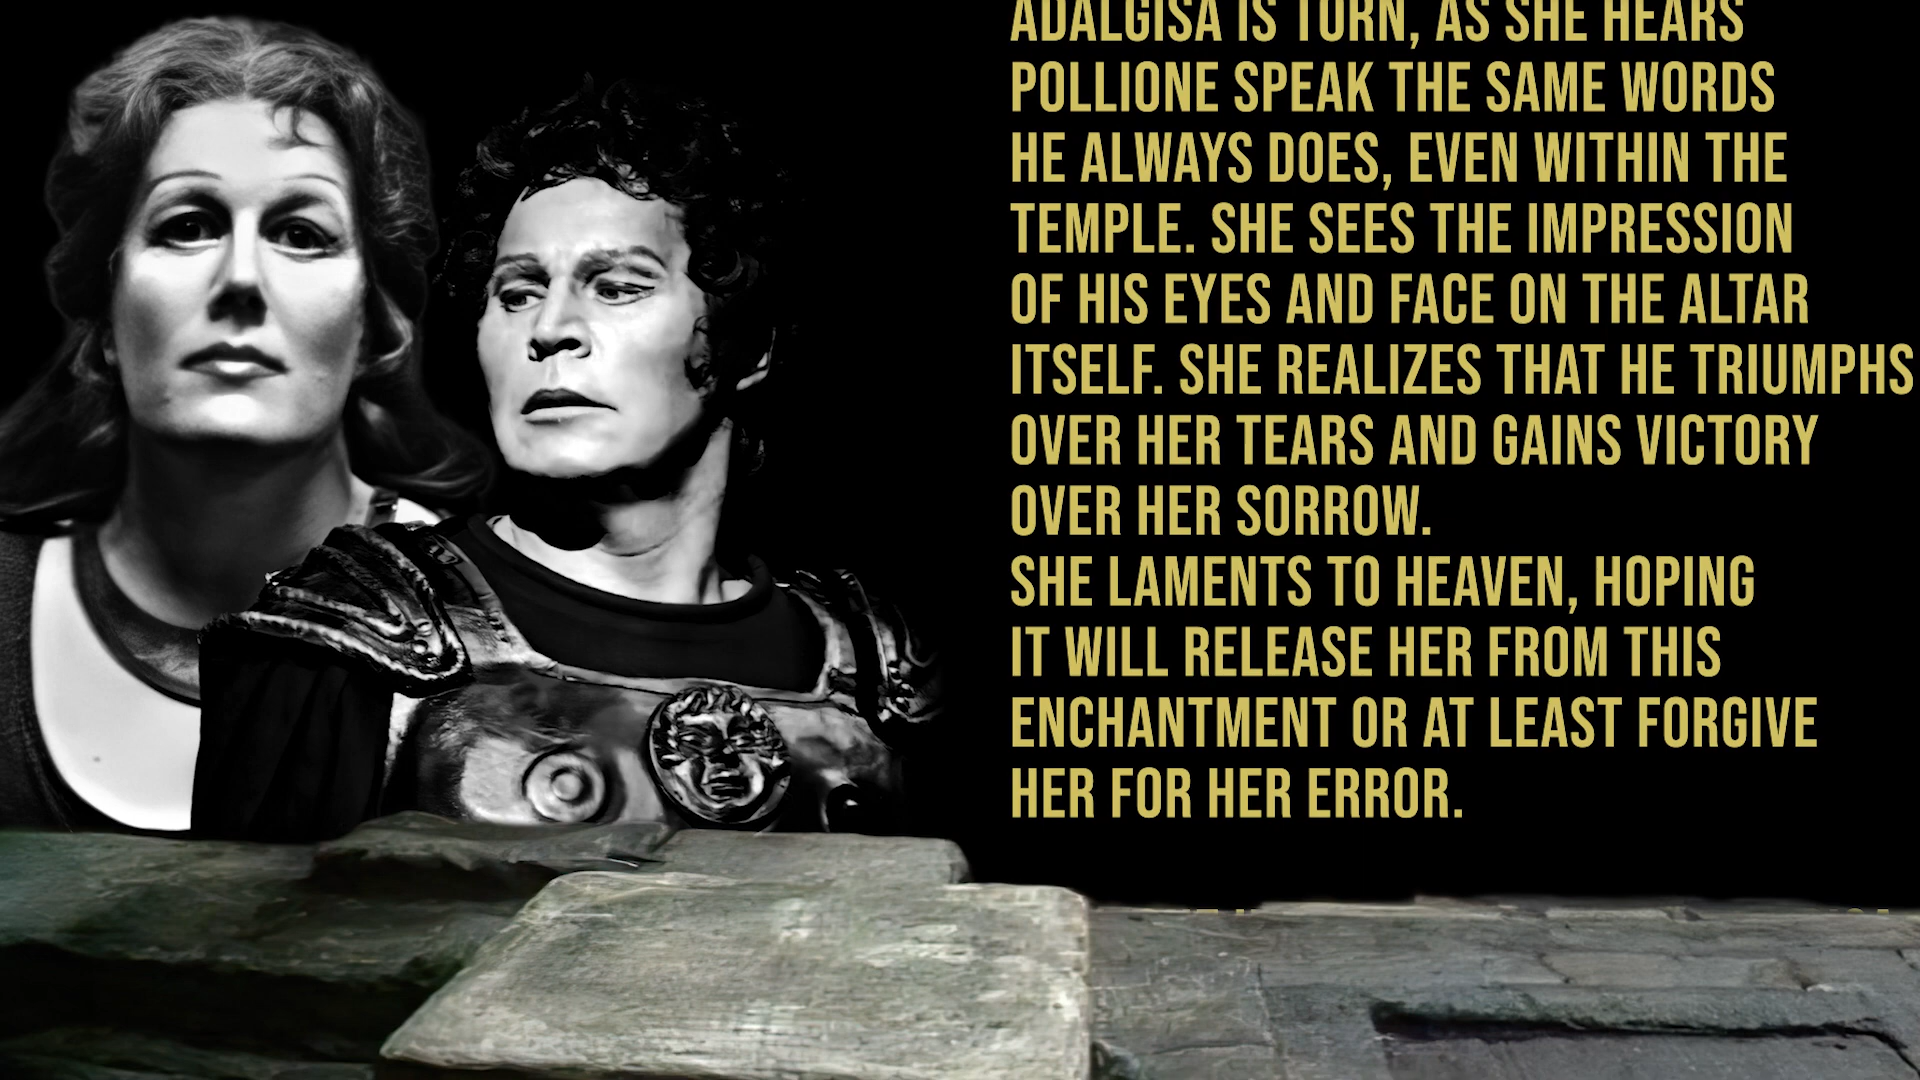 ADALGISA IS TORN, AS SHE HEARS
POLLIONE SPEAK THE SAME WORDS
HE ALWAYS DOES, EVEN WITHIN THE
TEMPLE. SHE SEES THE IMPRESSION
OF HIS EYES AND FACE ON THE ALTAR
ITSELF. SHE REALIZES THAT HE TRIUMPHS
OVER HER TEARS AND GAINS VICTORY
OVER HER SORROW.
SHE LAMENTS TO HEAVEN, HOPING
IT WILL RELEASE HER FROM THIS
ENCHANTMENT OR AT LEAST FORGIVE
HER FOR HER ERROR.